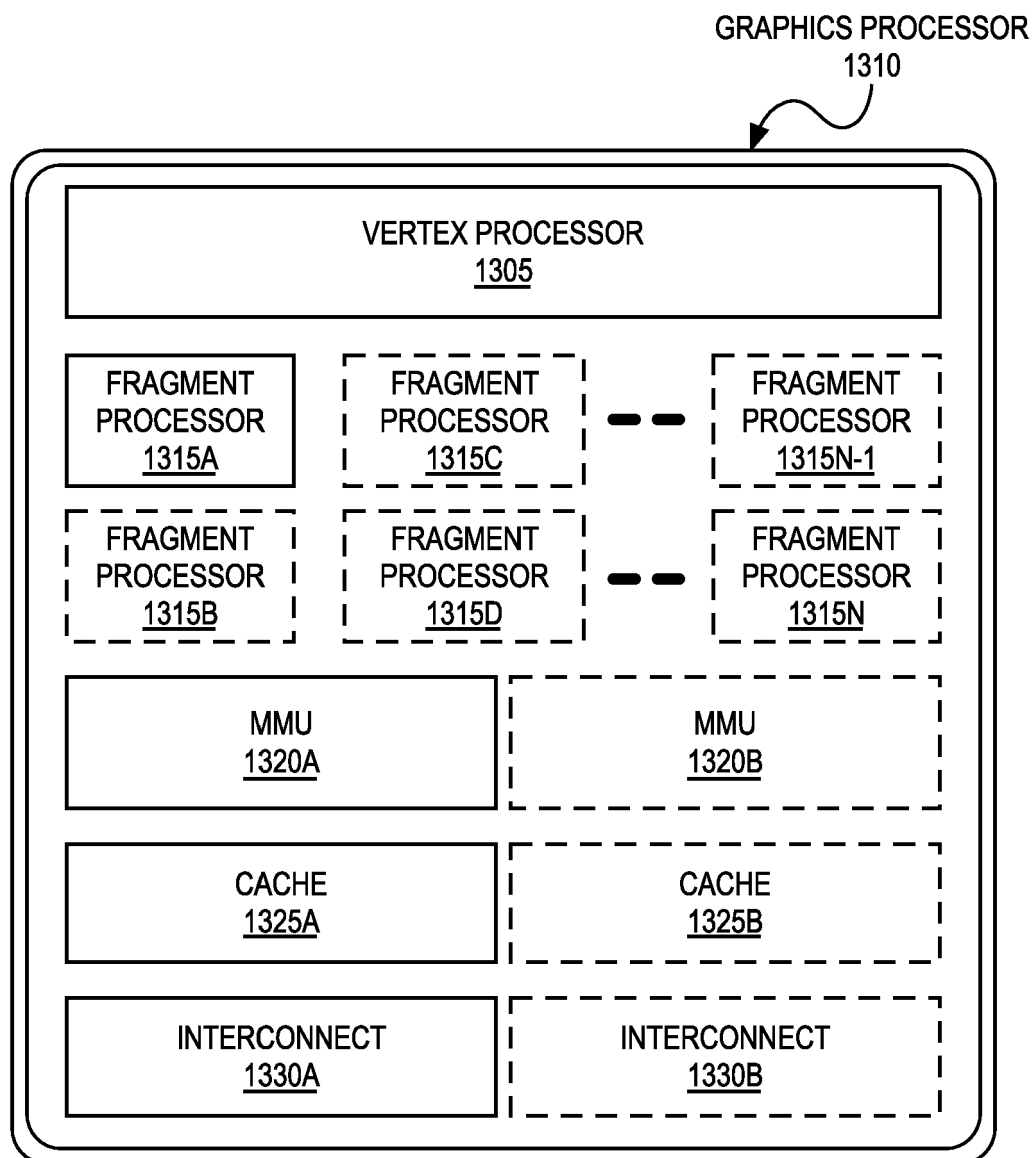 GRAPHICS PROCESSOR
1310
VERTEX PROCESSOR
1305
FRAGMENT
PROCESSOR
1315A
FRAGMENT
PROCESSOR
1315C
FRAGMENT
PROCESSOR
1315N-1
FRAGMENT
PROCESSOR
1315B
FRAGMENT
PROCESSOR
1315D
FRAGMENT
PROCESSOR
1315N
MMU
1320A
MMU
1320B
CACHE
1325A
CACHE
1325B
INTERCONNECT
1330A
INTERCONNECT
1330B